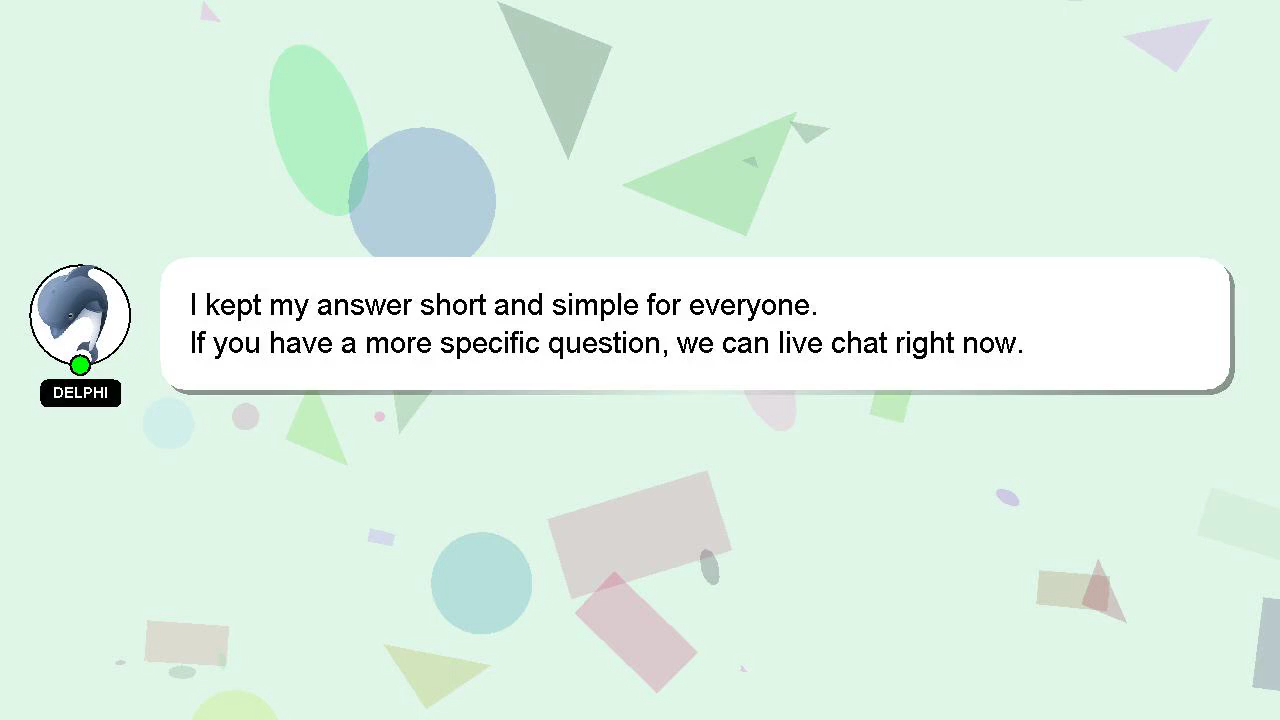 I kept my answer short and simple for everyone.
If you have a more specific question, we can live chat right now.
DELPHI